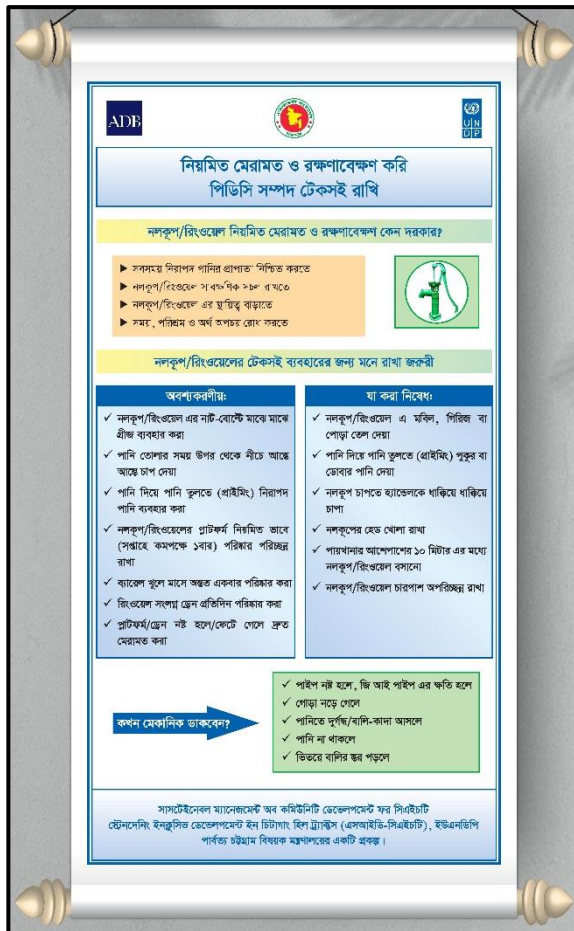 ADB
UN
DP
নিয়মিত মেরামত ও রক্ষণাবেক্ষণ করি
পিডিসি সম্পদ টেকসই রাখি
নলকূপ/রিংওয়েল নিয়মিত মেরামত ও রক্ষণাবেক্ষণ কেন দরকার?
▶ সবসময় নিরাপদ পানির প্রাপ্যতা নিশ্চিত করতে
▶ নলকূপ/রিংওয়েল সার্বক্ষণিক সচল রাখতে
▶ নলকূপ/রিংওয়েল এর স্থায়িত্ব বাড়াতে
▶ সময়, পরিশ্রম ও অর্থ অপচয় রোধ করতে
নলকূপ/রিংওয়েলের টেকসই ব্যবহারের জন্য মনে রাখা জরুরী
অবশ্যকরণীয়:
✓ নলকূপ/রিংওয়েল এর নাট-বোল্টে মাঝে মাঝে
গ্রীজ ব্যবহার করা
✓ পানি তোলার সময় উপর থেকে নীচে আস্তে
আস্তে চাপ দেয়া
✓ পানি দিয়ে পানি তুলতে (প্রাইমিং) নিরাপদ
পানি ব্যবহার করা
✓ নলকূপ/রিংওয়েলের প্লাটফর্ম নিয়মিত ভাবে
(সপ্তাহে কমপক্ষে ১বার) পরিষ্কার পরিচ্ছন্ন
রাখা
✓ ব্যারেল খুলে মাসে অন্তত একবার পরিষ্কার করা
✓ রিংওয়েল সংলগ্ন ড্রেন প্রতিদিন পরিষ্কার করা
✓ প্লাটফর্ম/ড্রেন নষ্ট হলে/ফেটে গেলে দ্রুত
মেরামত করা
যা করা নিষেধ:
✓ নলকূপ/রিংওয়েল এ মবিল, গিরিজ বা
পোড়া তেল দেয়া
✓ পানি দিয়ে পানি তুলতে (প্রাইমিং) পুকুর বা
ডোবার পানি দেয়া
✓ নলকূপ চাপতে হ্যান্ডেলকে ধাক্কিয়ে ধাক্কিয়ে
চাপা
✓ নলকূপের হেড খোলা রাখা
✓ পায়খানার আশেপাশের ১০ মিটার এর মধ্যে
নলকূপ/রিংওয়েল বসানো
✓ নলকূপ/রিংওয়েল চারপাশ অপরিচ্ছন্ন রাখা
কখন মেকানিক ডাকবেন?
✓ পাইপ নষ্ট হলে, জি আই পাইপ এর ক্ষতি হলে
✓ গোড়া নড়ে গেলে
✓ পানিতে দুর্গন্ধ/বালি-কাদা আসলে
✓ পানি না থাকলে
✓ ভিতরে বালির স্তর পড়লে
সাসটেইনেবল ম্যানেজমেন্ট অব কমিউনিটি ডেভেলপমেন্ট ফর সিএইচটি
স্ট্রেনদেনিং ইনক্লুসিভ ডেভেলপমেন্ট ইন চিটাগাং হিল ট্র্যাক্টস (এসআইডি-সিএইচটি), ইউএনডিপি
পার্বত্য চট্টগ্রাম বিষয়ক মন্ত্রণালয়ের একটি প্রকল্প।